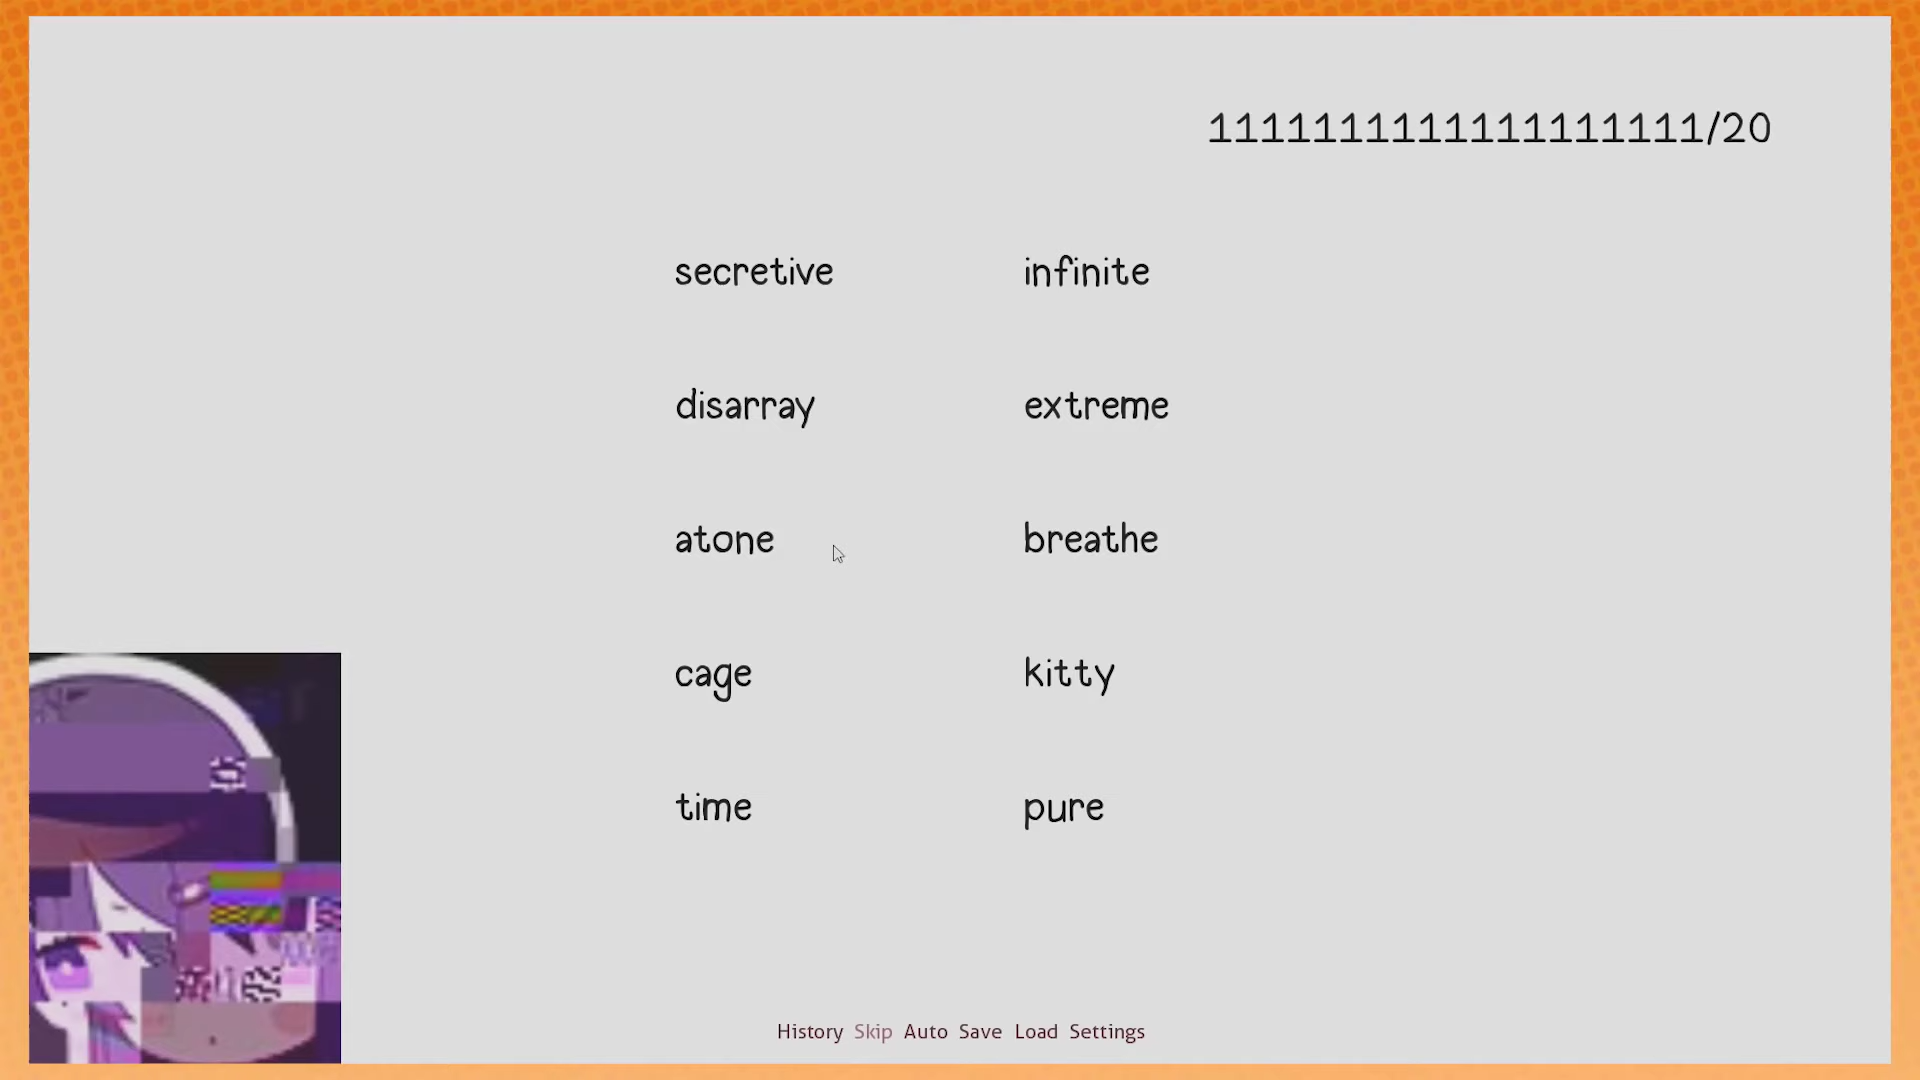 1111111111111111111/20
secretive infinite
disarray extreme
atone breathe
cage kitty
time pure
History Skip Auto Save Load Settings